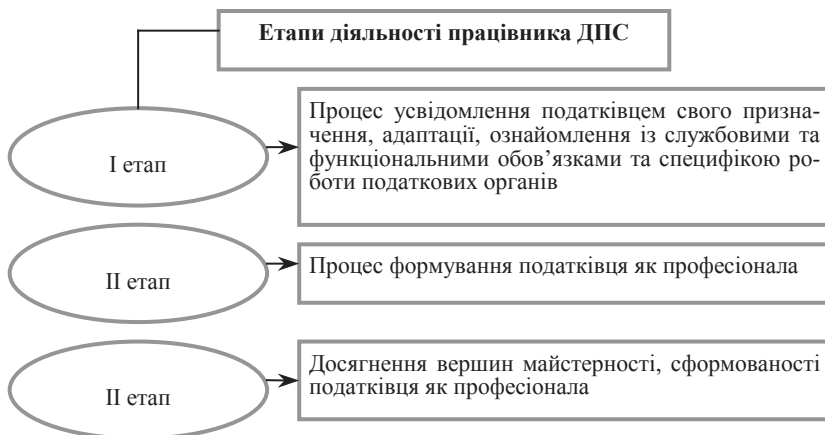 Етапи діяльності працівника ДПС
Процес усвідомлення податківцем свого призна-
чення, адаптації, ознайомлення із службовими та
функціональними обов’язками та специфікою ро-
боти податкових органів
І етап
ІІ етап
Процес формування податківця як професіонала
Досягнення вершин майстерності, сформованості
податківця як професіонала
ІІ етап